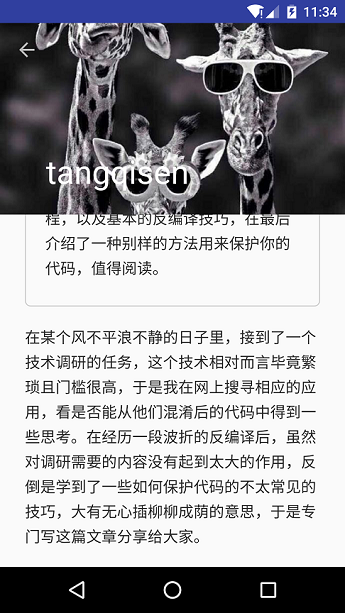 11:34
tangqisen
程，以及基本的反编译技巧，在最后
介绍了一种别样的方法用来保护你的
代码，值得阅读。
在某个风不平浪不静的日子里，接到了一个
技术调研的任务，这个技术相对而言毕竟繁
琐且门槛很高，于是我在网上搜寻相应的应
用，看是否能从他们混淆后的代码中得到一
些思考。在经历一段波折的反编译后，虽然
对调研需要的内容没有起到太大的作用，反
倒是学到了一些如何保护代码的不太常见的
技巧，大有无心插柳柳成荫的意思，于是专
门写这篇文章分享给大家。